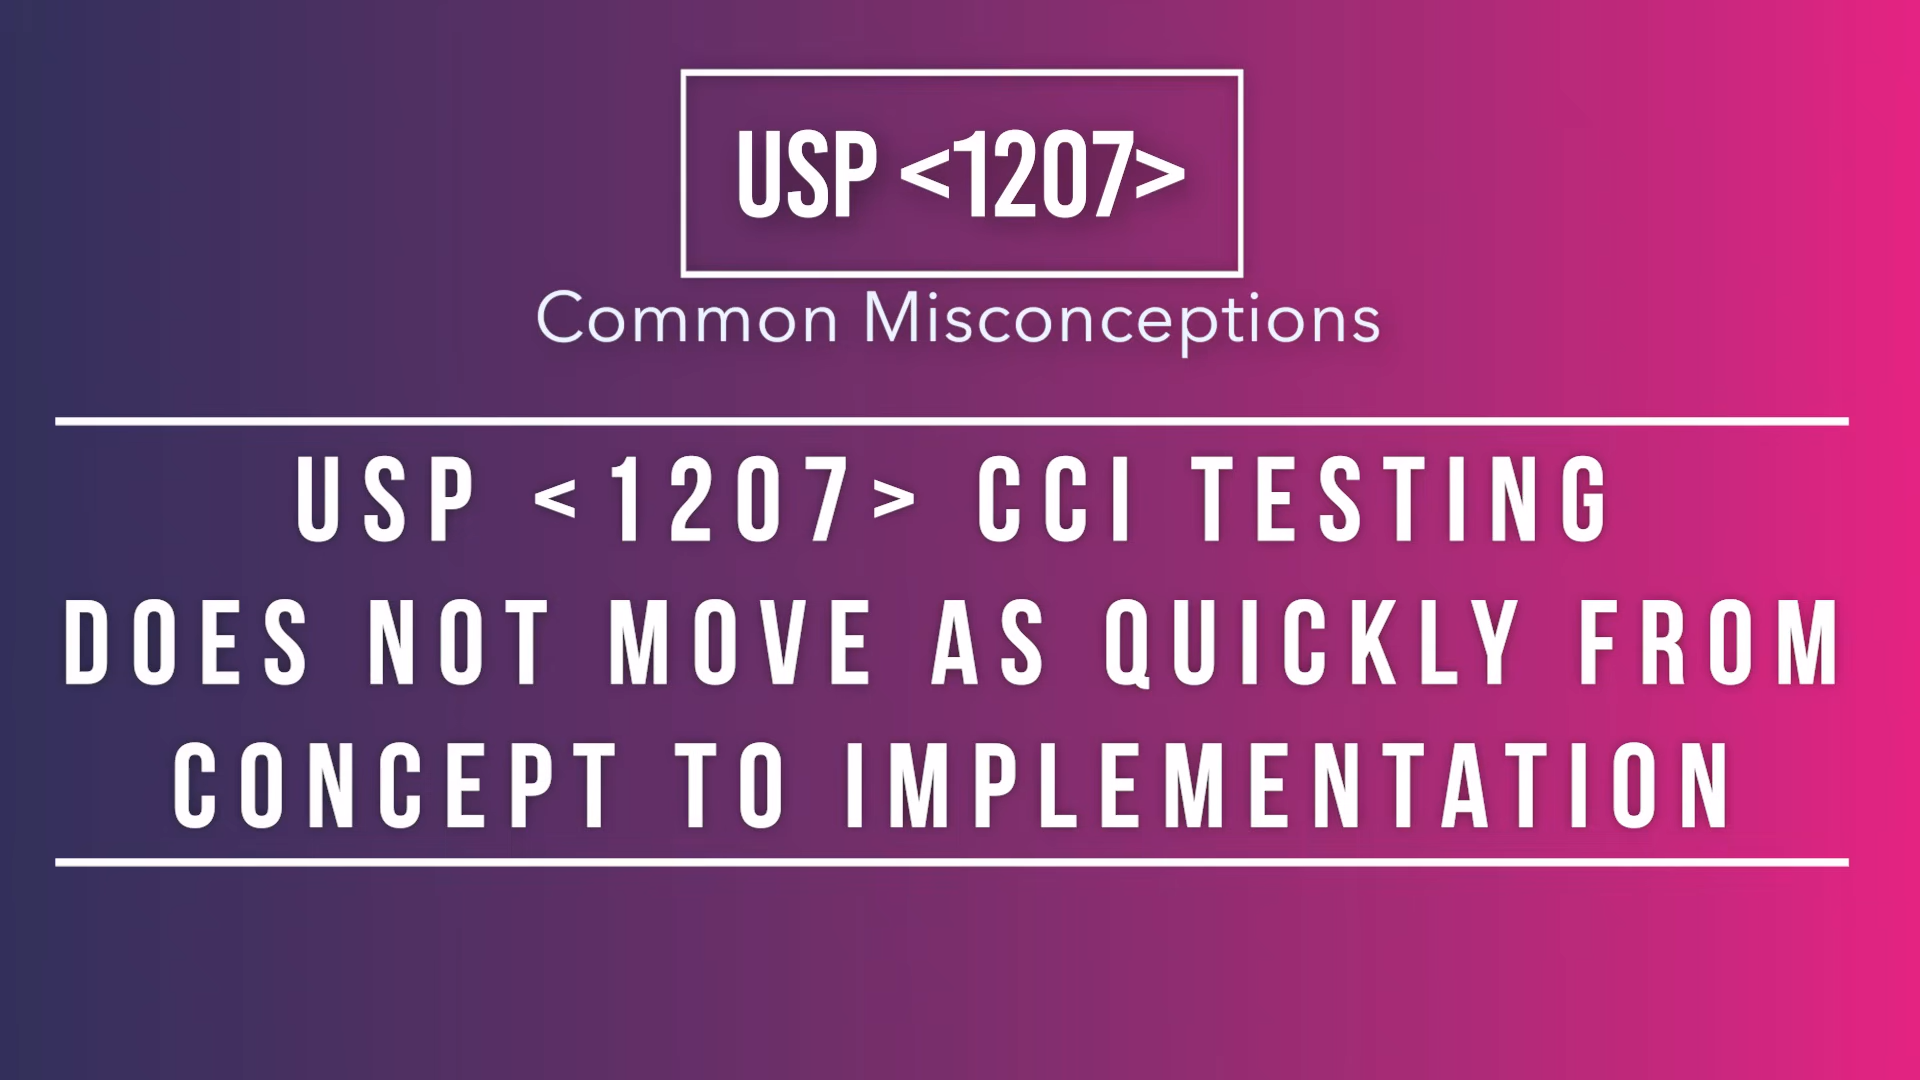 USP <1207>
Common Misconceptions
USP <1207> CCI TESTING
DOES NOT MOVE AS QUICKLY FROM
CONCEPT TO IMPLEMENTATION